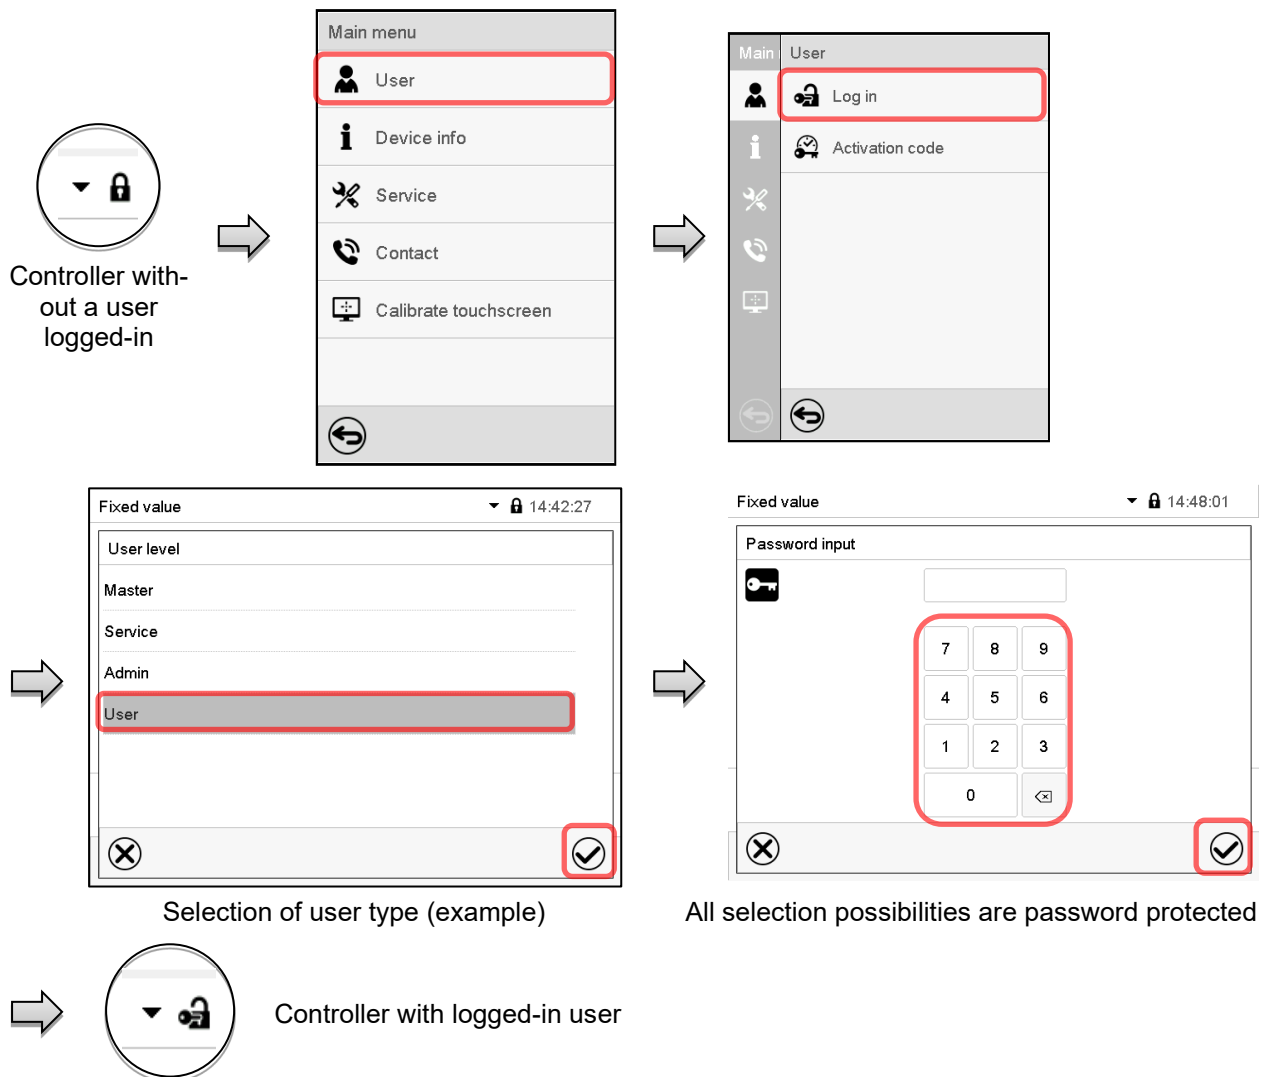 Controller with-
out a user
logged-in
Main menu
User
Device info
Service
Contact
Calibrate touchscreen
Main
User
Log in
Activation code
Fixed value
14:42:27
User level
Master
Service
Admin
User
Selection of user type (example)
Fixed value
14:48:01
Password input
7 8 9
4 5 6
1 2 3
0
All selection possibilities are password protected
Controller with logged-in user